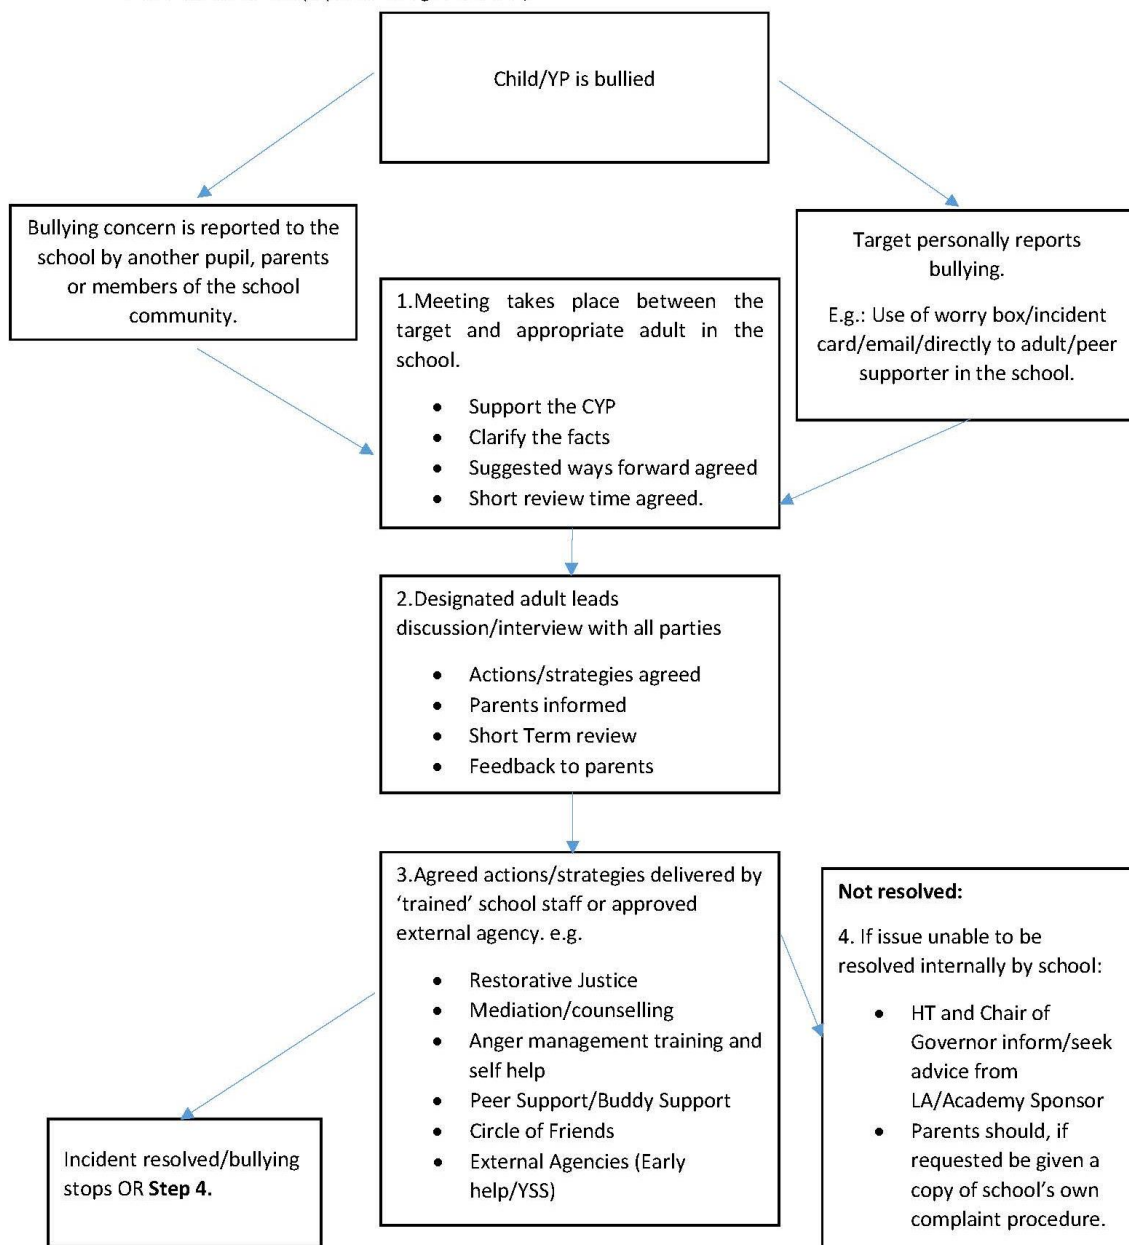 Child/YP is bullied
Bullying concern is reported to the
school by another pupil, parents
or members of the school
community.
Target personally reports
bullying.
E.g.: Use of worry box/incident
card/email/directly to adult/peer
supporter in the school.
1.Meeting takes place between the
target and appropriate adult in the
school.
• Support the CYP
• Clarify the facts
• Suggested ways forward agreed
• Short review time agreed.
2.Designated adult leads
discussion/interview with all parties
• Actions/strategies agreed
• Parents informed
• Short Term review
• Feedback to parents
3.Agreed actions/strategies delivered by
‘trained’ school staff or approved
external agency. e.g.
• Restorative Justice
• Mediation/counselling
• Anger management training and
self help
• Peer Support/Buddy Support
• Circle of Friends
• External Agencies (Early
help/YSS)
Not resolved:
4. If issue unable to be
resolved internally by school:
• HT and Chair of
Governor inform/seek
advice from
LA/Academy Sponsor
• Parents should, if
requested be given a
copy of school’s own
complaint procedure.
Incident resolved/bullying
stops OR Step 4.